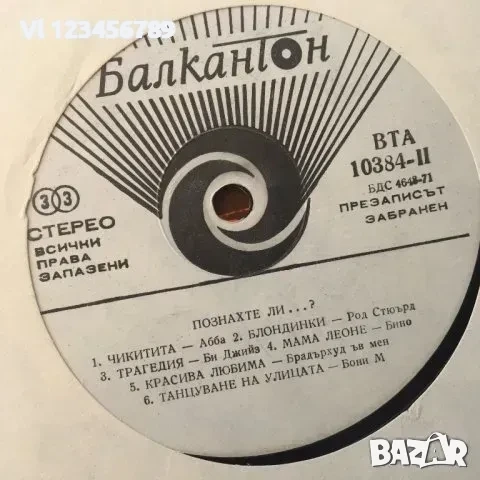 VI 123456789
Балкантон
ВТА
10384-II
БДС 4648-71
ПРЕЗАПИСЪТ
ЗАБРАНЕН
33
СТЕРЕО
ВСИЧКИ
ПРАВА
ЗАПАЗЕНИ
ПОЗНАХТЕ ЛИ...?
1. ЧИКИТИТА — Абба 2. БЛОНДИНКИ — Род Стюърд
3. ТРАГЕДИЯ — Би Джийз 4. МАМА ЛЕОНЕ — Бино
5. КРАСИВА ЛЮБИМА — Брадърхуд ъв мен
6. ТАНЦУВАНЕ НА УЛИЦАТА — Бони М
BAZAR